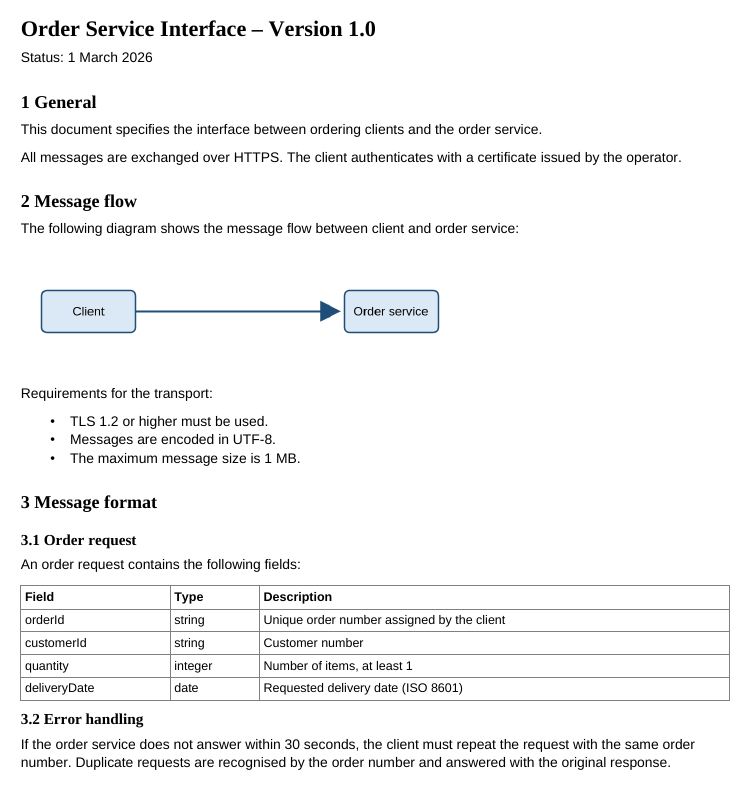 Order Service Interface – Version 1.0
Status: 1 March 2026
1 General
This document specifies the interface between ordering clients and the order service.
All messages are exchanged over HTTPS. The client authenticates with a certificate issued by the operator.
2 Message flow
The following diagram shows the message flow between client and order service:
Client Order service
Requirements for the transport:
• TLS 1.2 or higher must be used.
• Messages are encoded in UTF-8.
• The maximum message size is 1 MB.
3 Message format
3.1 Order request
An order request contains the following fields:
Field Type Description
orderId string Unique order number assigned by the client
customerId string Customer number
quantity integer Number of items, at least 1
deliveryDate date Requested delivery date (ISO 8601)
3.2 Error handling
If the order service does not answer within 30 seconds, the client must repeat the request with the same order
number. Duplicate requests are recognised by the order number and answered with the original response.